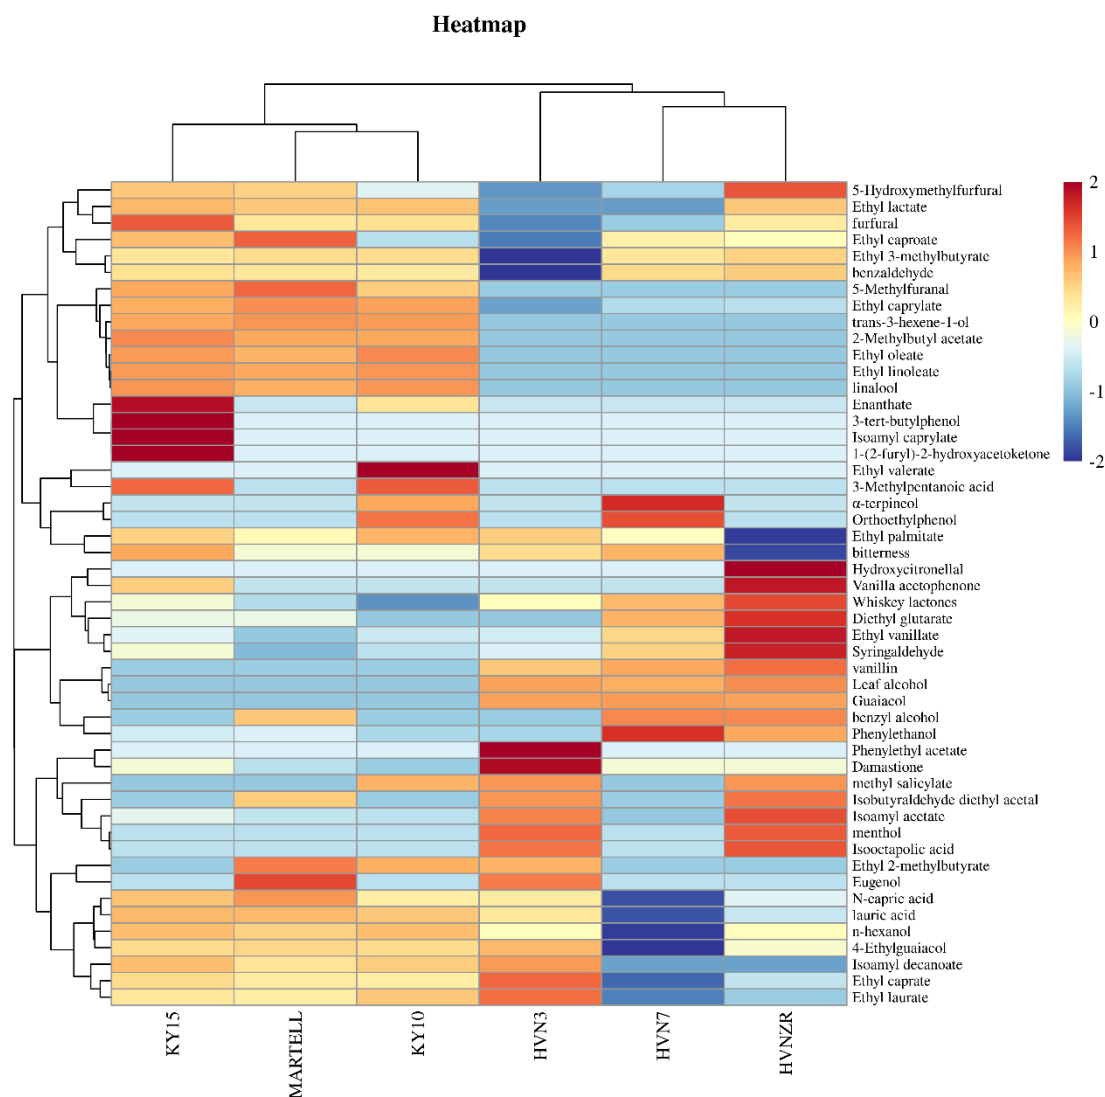 Heatmap
5-Hydroxymethylfurfural
Ethyl lactate
furfural
Ethyl caproate
Ethyl 3-methylbutyrate
benzaldehyde
5-Methylfuranal
Ethyl caprylate
trans-3-hexene-1-ol
2-Methylbutyl acetate
Ethyl oleate
Ethyl linoleate
linalool
Enanthate
3-tert-butylphenol
Isoamyl caprylate
1-(2-furyl)-2-hydroxyacetoketone
Ethyl valerate
3-Methylpentanoic acid
α-terpineol
Orthoethylphenol
Ethyl palmitate
bitterness
Hydroxycitronellal
Vanilla acetophenone
Whiskey lactones
Diethyl glutarate
Ethyl vanillate
Syringaldehyde
vanillin
Leaf alcohol
Guaiacol
benzyl alcohol
Phenylethanol
Phenylethyl acetate
Damastione
methyl salicylate
Isobutyraldehyde diethyl acetal
Isoamyl acetate
menthol
Isooctapolic acid
Ethyl 2-methylbutyrate
Eugenol
N-capric acid
lauric acid
n-hexanol
4-Ethylguaiacol
Isoamyl decanoate
Ethyl caprate
Ethyl laurate
2
1
0
-1
-2
KY15
MARTELL
KY10
HVN3
HVN7
HVNZR